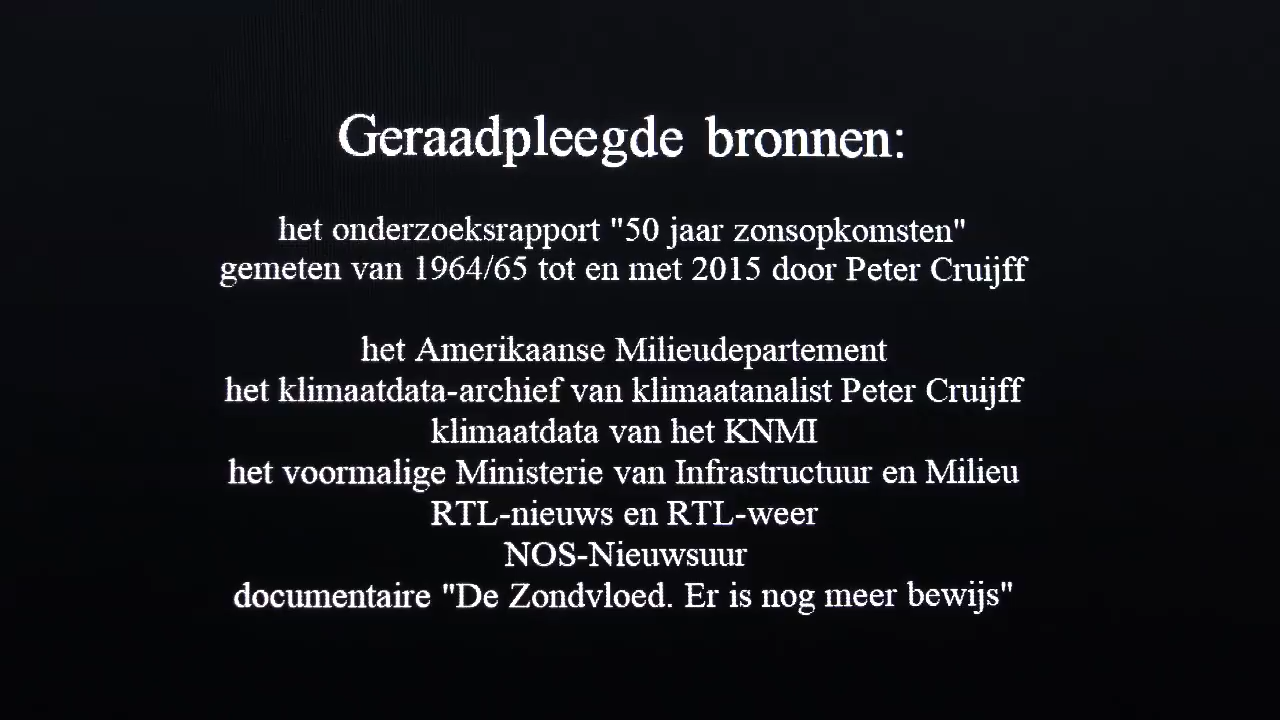 Geraadpleegde bronnen:
het onderzoeksrapport "50 jaar zonsopkomsten"
gemeten van 1964/65 tot en met 2015 door Peter Cruijff
het Amerikaanse Milieudepartement
het klimaatdata-archief van klimaatanalist Peter Cruijff
klimaatdata van het KNMI
het voormalige Ministerie van Infrastructuur en Milieu
RTL-nieuws en RTL-weer
NOS-Nieuwsuur
documentaire "De Zondvloed. Er is nog meer bewijs"